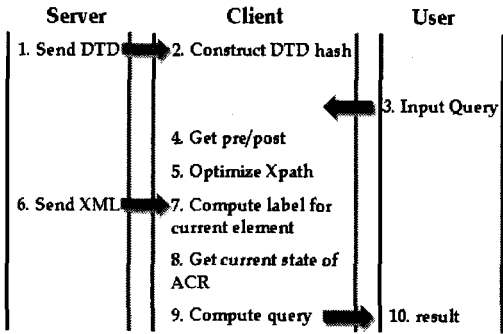 Server Client User
1. Send DTD 2. Construct DTD hash
3. Input Query
4. Get pre/post
5. Optimize Xpath
6. Send XML 7. Compute label for
current element
8. Get current state of
ACR
9. Compute query 10. result